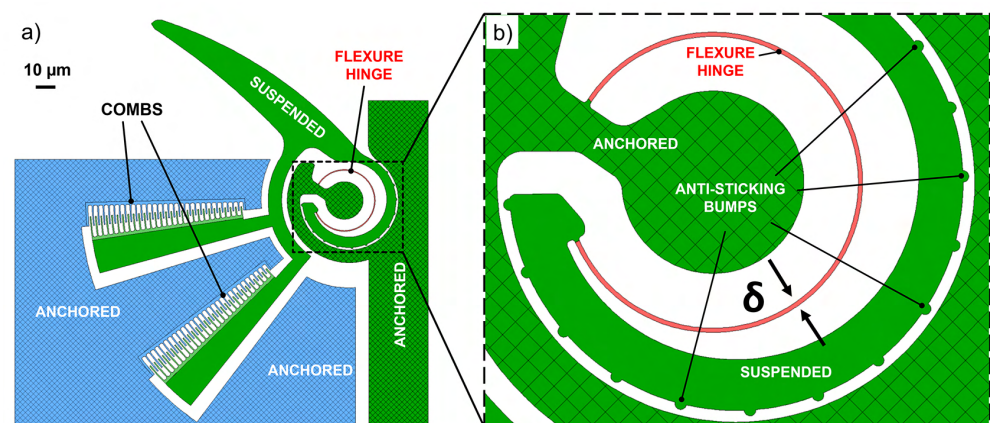 a)
10 μm
COMBS
FLEXURE
HINGE
SUSPENDED
ANCHORED
ANCHORED
ANCHORED
b)
FLEXURE
HINGE
ANCHORED
ANTI-STICKING
BUMPS
δ
SUSPENDED